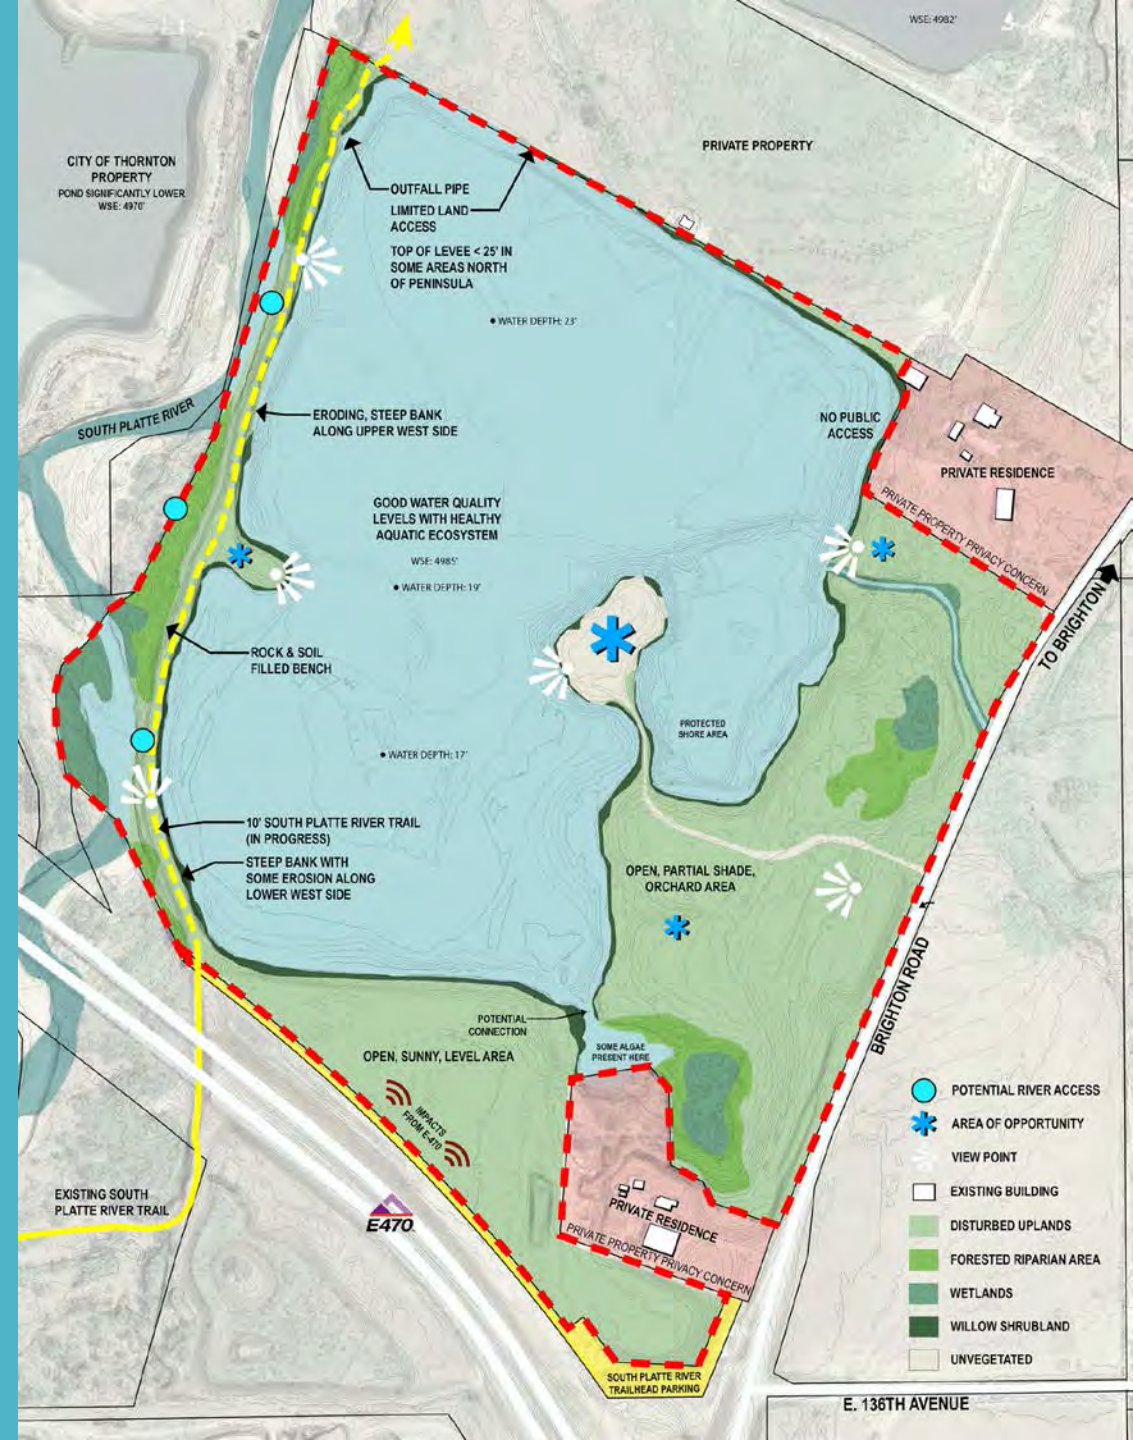 WSE: 4982'
PRIVATE PROPERTY
CITY OF THORNTON
PROPERTY
POND SIGNIFICANTLY LOWER
WSE: 4970'
OUTFALL PIPE
LIMITED LAND
ACCESS
TOP OF LEVEE < 25' IN
SOME AREAS NORTH
OF PENINSULA
WATER DEPTH: 23'
SOUTH PLATTE RIVER
ERODING, STEEP BANK
ALONG UPPER WEST SIDE
NO PUBLIC
ACCESS
PRIVATE RESIDENCE
PRIVATE PROPERTY PRIVACY CONCERN
GOOD WATER QUALITY
LEVELS WITH HEALTHY
AQUATIC ECOSYSTEM
WSE: 4985'
WATER DEPTH: 19'
TO BRIGHTON
ROCK & SOIL
FILLED BENCH
PROTECTED
SHORE AREA
WATER DEPTH: 17'
10' SOUTH PLATTE RIVER TRAIL
(IN PROGRESS)
STEEP BANK WITH
SOME EROSION ALONG
LOWER WEST SIDE
OPEN, PARTIAL SHADE,
ORCHARD AREA
BRIGHTON ROAD
POTENTIAL
CONNECTION
SOME ALGAE
PRESENT HERE
OPEN, SUNNY, LEVEL AREA
IMPACTS
FROM E-470
EXISTING SOUTH
PLATTE RIVER TRAIL
E470
PRIVATE RESIDENCE
PRIVATE PROPERTY PRIVACY CONCERN
POTENTIAL RIVER ACCESS
AREA OF OPPORTUNITY
VIEW POINT
EXISTING BUILDING
DISTURBED UPLANDS
FORESTED RIPARIAN AREA
WETLANDS
WILLOW SHRUBLAND
UNVEGETATED
SOUTH PLATTE RIVER
TRAILHEAD PARKING
E. 136TH AVENUE